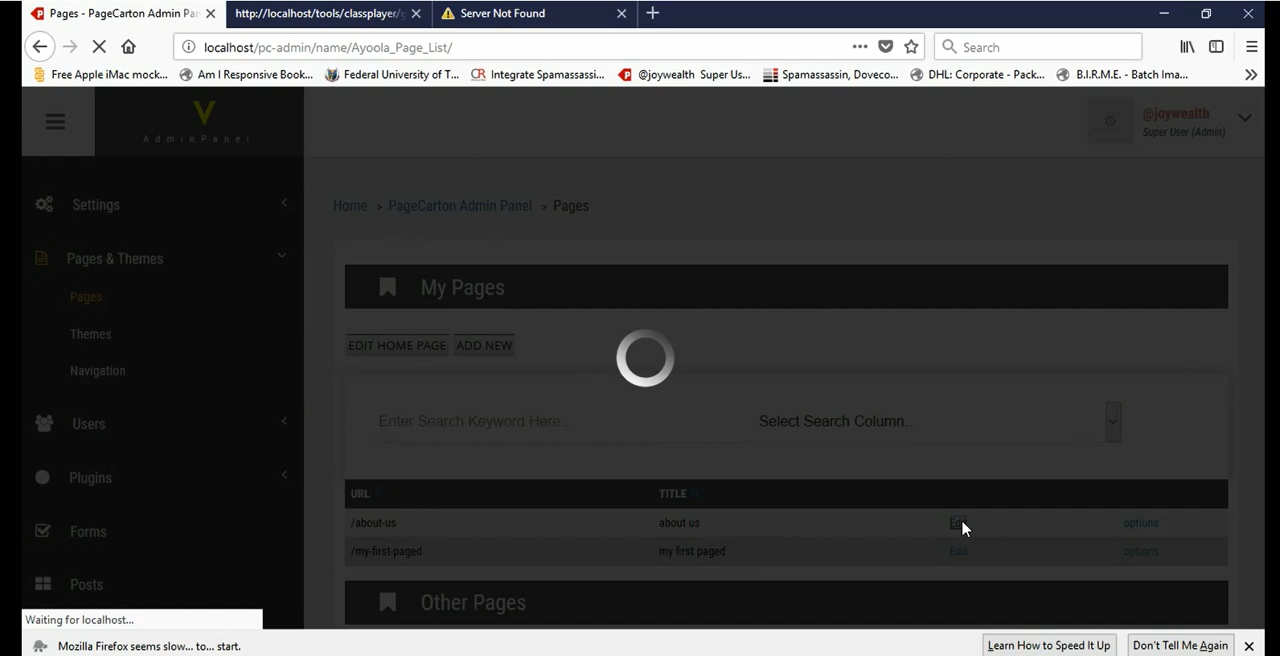 Pages - PageCarton Admin Pan
http://localhost/tools/classplayer/g
Server Not Found
localhost/pc-admin/name/Ayoola_Page_List/
Search
Free Apple iMac mock...
Am I Responsive Book...
Federal University of T...
Integrate Spamassassi...
@joywealth Super Us...
Spamassassin, Doveco...
DHL: Corporate - Pack...
B.I.R.M.E. - Batch Ima...
AdminPanel
@joywealth
Super User (Admin)
Settings
Home > PageCarton Admin Panel > Pages
Pages & Themes
Pages
My Pages
Themes
EDIT HOME PAGE
ADD NEW
Navigation
Users
Enter Search Keyword Here...
Select Search Column...
Plugins
URL
TITLE
/about-us
about us
Edit
options
Forms
/my-first-paged
my first paged
Edit
options
Posts
Other Pages
Waiting for localhost...
Mozilla Firefox seems slow... to... start.
Learn How to Speed It Up
Don't Tell Me Again